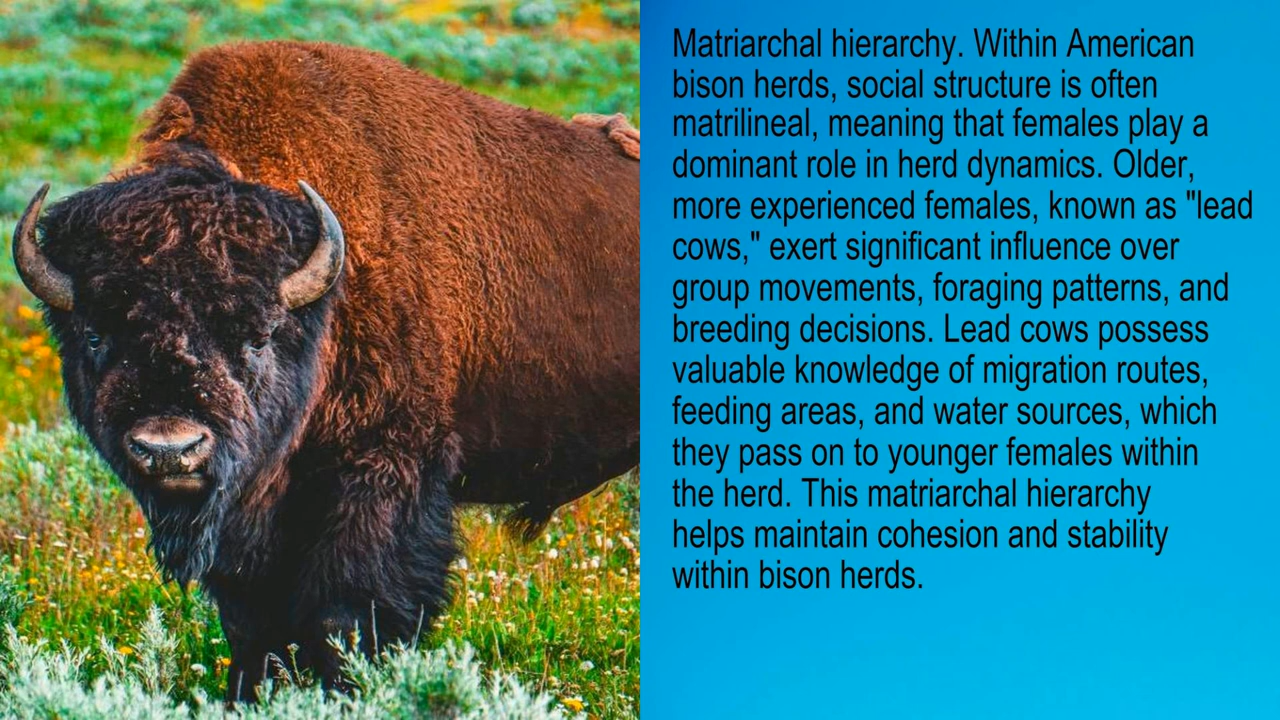 Matriarchal hierarchy. Within American
bison herds, social structure is often
matrilineal, meaning that females play a
dominant role in herd dynamics. Older,
more experienced females, known as "lead
cows," exert significant influence over
group movements, foraging patterns, and
breeding decisions. Lead cows possess
valuable knowledge of migration routes,
feeding areas, and water sources, which
they pass on to younger females within
the herd. This matriarchal hierarchy
helps maintain cohesion and stability
within bison herds.